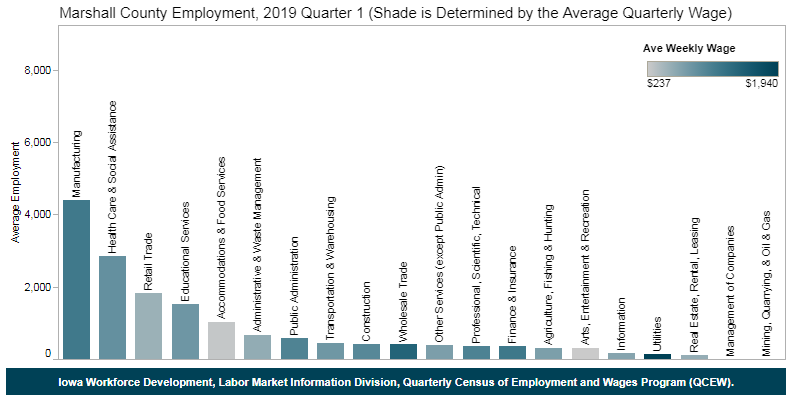 Marshall County Employment, 2019 Quarter 1 (Shade is Determined by the Average Quarterly Wage)
Ave Weekly Wage
$237
$1,940
Average Employment
8,000
6,000
4,000
2,000
0
Manufacturing
Health Care & Social Assistance
Retail Trade
Educational Services
Accommodations & Food Services
Administrative & Waste Management
Public Administration
Transportation & Warehousing
Construction
Wholesale Trade
Other Services (except Public Admin)
Professional, Scientific, Technical
Finance & Insurance
Agriculture, Fishing & Hunting
Arts, Entertainment & Recreation
Information
Utilities
Real Estate, Rental, Leasing
Management of Companies
Mining, Quarrying, & Oil & Gas
Iowa Workforce Development, Labor Market Information Division, Quarterly Census of Employment and Wages Program (QCEW).